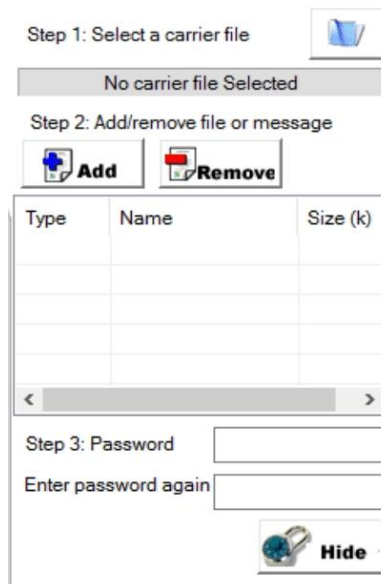 Step 1: Select a carrier file
No carrier file Selected
Step 2: Add/remove file or message
Add Remove
Type Name Size (k)
Step 3: Password
Enter password again
Hide